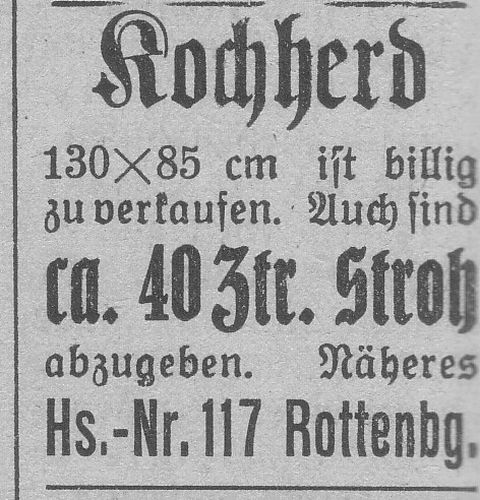 Kochherd
130×85 cm ist billig
zu verkaufen. Auch sind
ca. 40 Ztr. Stroh
abzugeben. Näheres
Hs.-Nr. 117 Rottenbg.